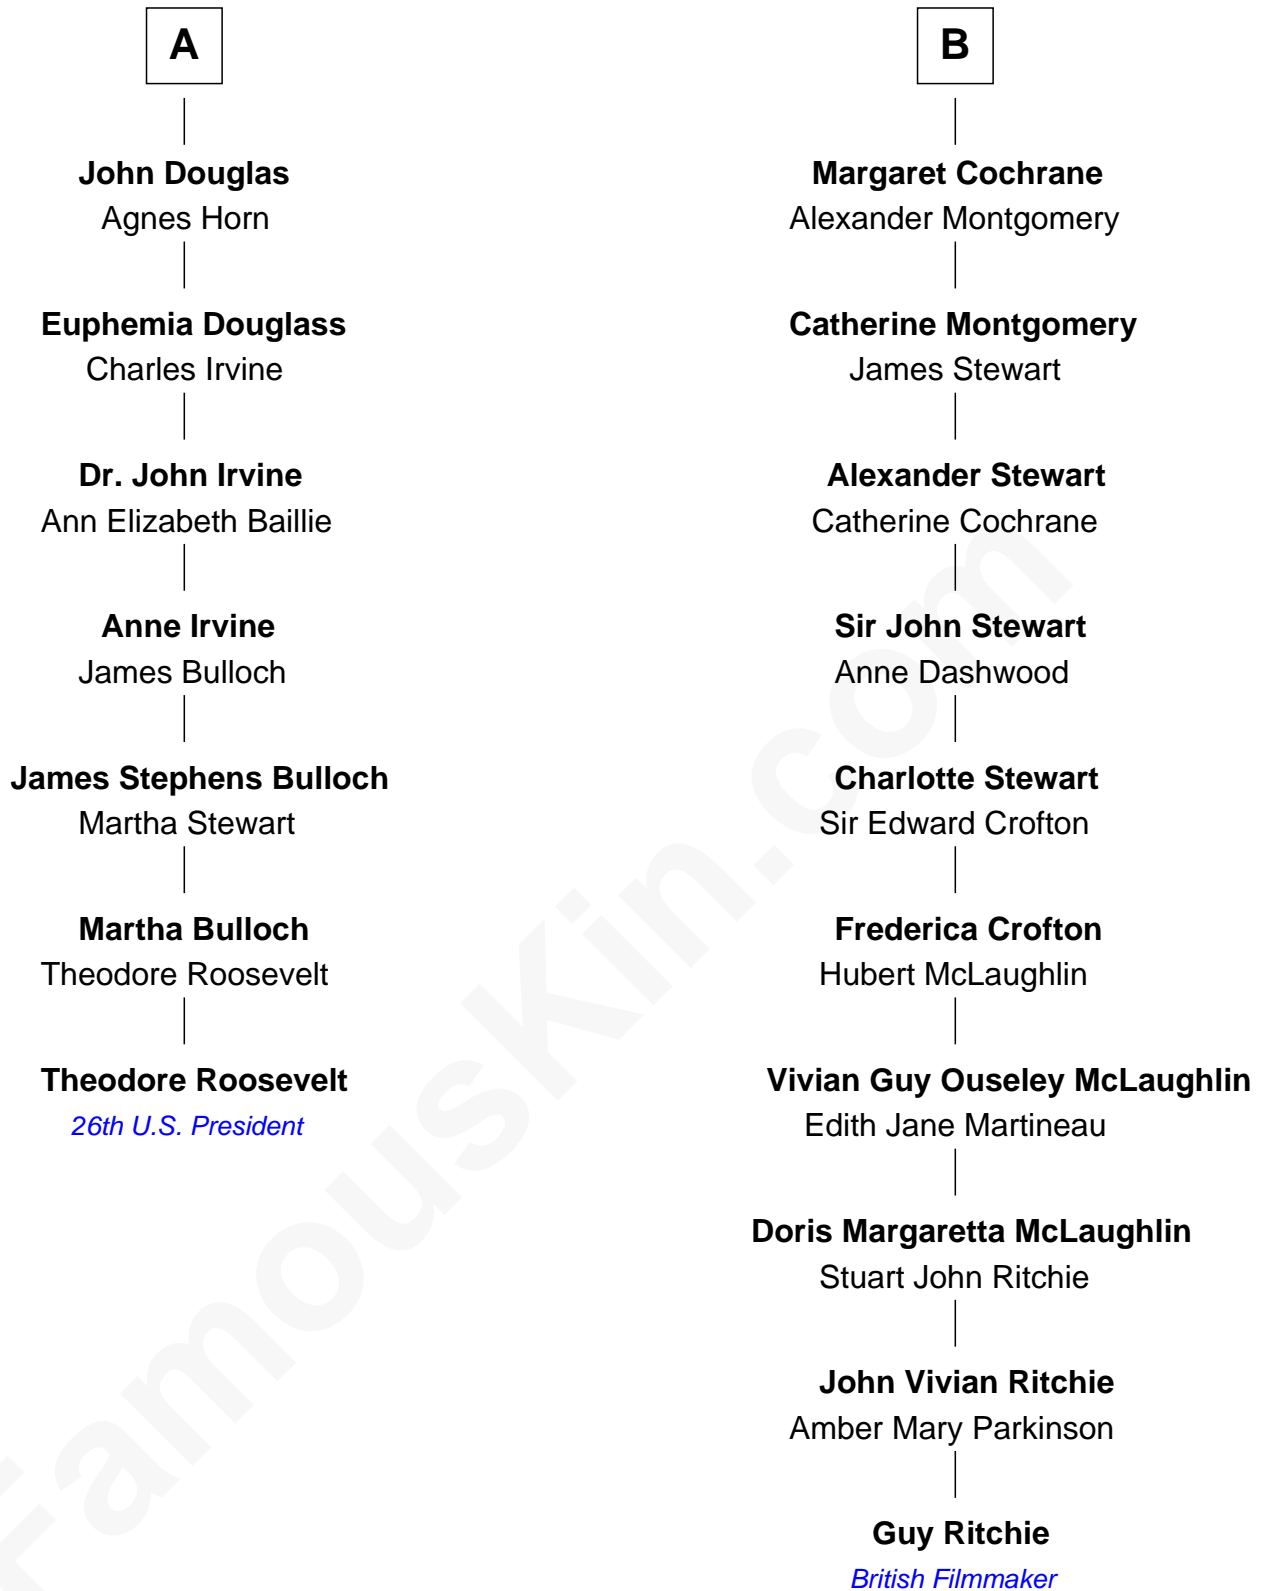 A
John Douglas
Agnes Horn
Euphemia Douglass
Charles Irvine
Dr. John Irvine
Ann Elizabeth Baillie
Anne Irvine
James Bulloch
James Stephens Bulloch
Martha Stewart
Martha Bulloch
Theodore Roosevelt
Theodore Roosevelt
26th U.S. President
B
Margaret Cochrane
Alexander Montgomery
Catherine Montgomery
James Stewart
Alexander Stewart
Catherine Cochrane
Sir John Stewart
Anne Dashwood
Charlotte Stewart
Sir Edward Crofton
Frederica Crofton
Hubert McLaughlin
Vivian Guy Ouseley McLaughlin
Edith Jane Martineau
Doris Margaretta McLaughlin
Stuart John Ritchie
John Vivian Ritchie
Amber Mary Parkinson
Guy Ritchie
British Filmmaker
FamousKin.com